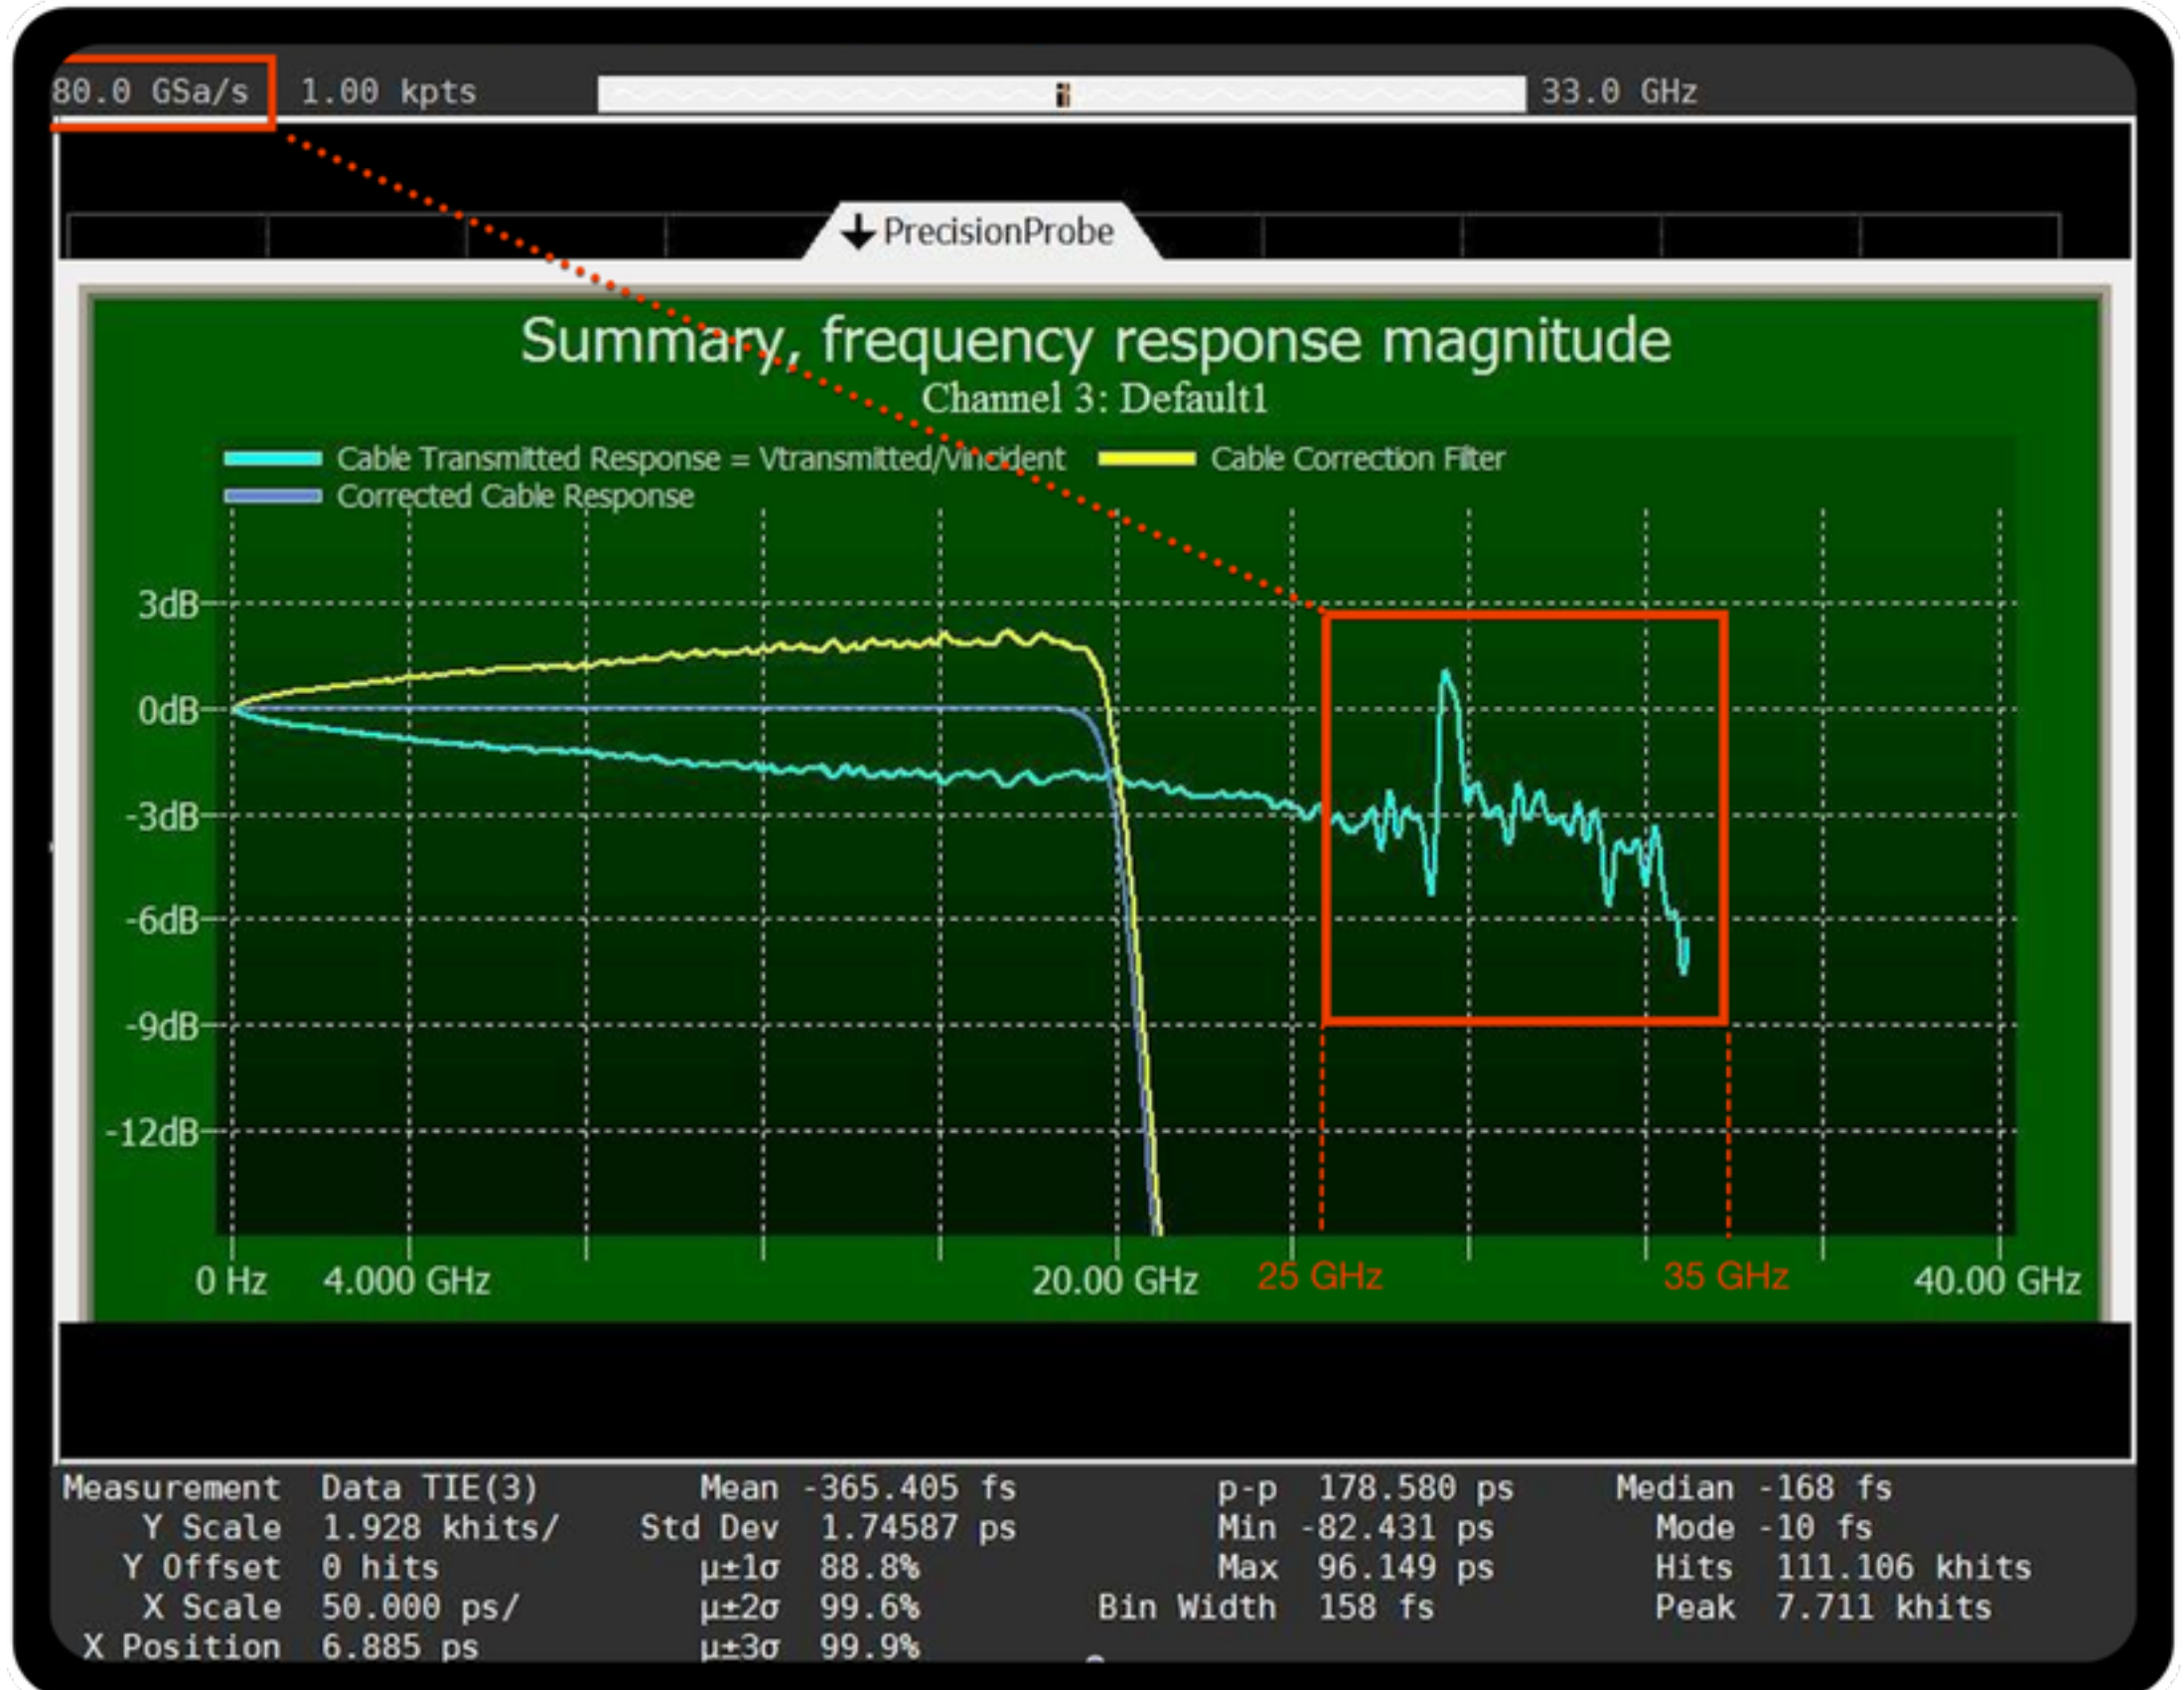 80.0 GSa/s 1.00 kpts 33.0 GHz
PrecisionProbe
Summary, frequency response magnitude
Channel 3: Default1
Cable Transmitted Response = Vtransmitted/Vincident Cable Correction Filter
Corrected Cable Response
3dB
0dB
-3dB
-6dB
-9dB
-12dB
0 Hz 4.000 GHz 20.00 GHz 25 GHz 35 GHz 40.00 GHz
Measurement Data TIE(3) Mean -365.405 fs p-p 178.580 ps Median -168 fs
Y Scale 1.928 khits/ Std Dev 1.74587 ps Min -82.431 ps Mode -10 fs
Y Offset 0 hits µ±1σ 88.8% Max 96.149 ps Hits 111.106 khits
X Scale 50.000 ps/ µ±2σ 99.6% Bin Width 158 fs Peak 7.711 khits
X Position 6.885 ps µ±3σ 99.9%